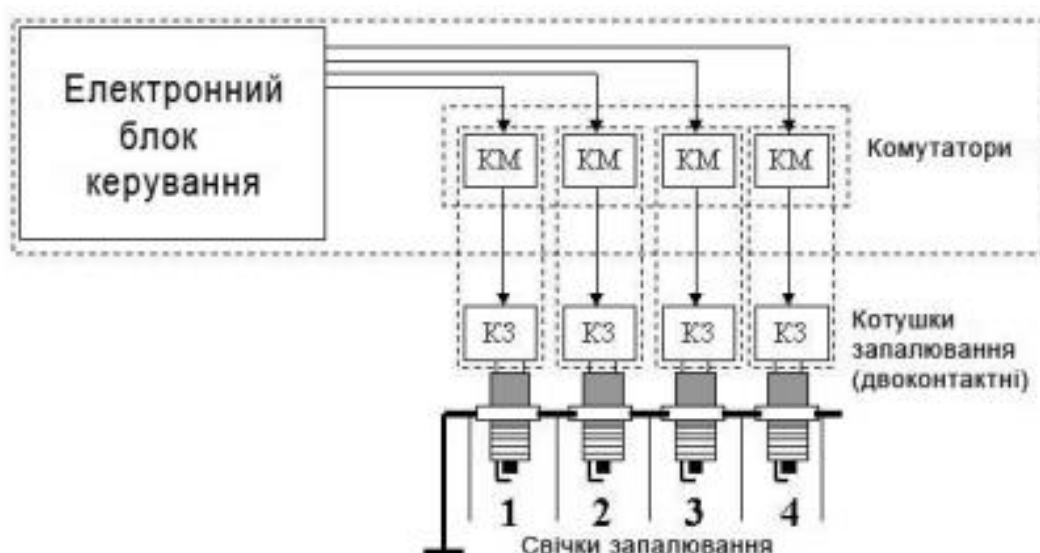 Електронний
блок
керування
КМ КМ КМ КМ
Комутатори
КЗ КЗ КЗ КЗ
Котушки
запалювання
(двоконтактні)
1 2 3 4
Свічки запалювання